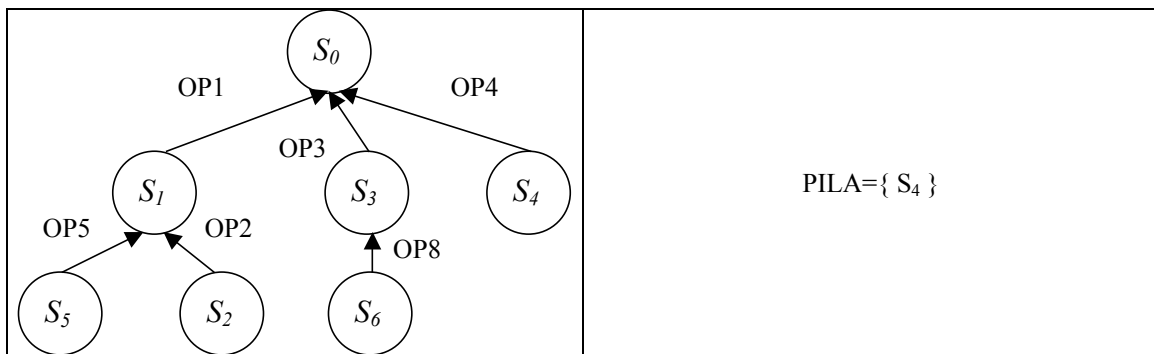 S0
OP1
OP4
OP3
S1
S3
S4
PILA={ S4 }
OP5
OP2
OP8
S5
S2
S6